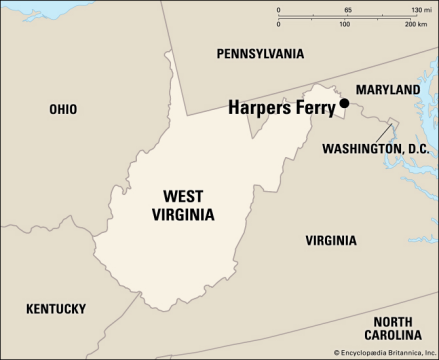 0 65 130 mi
0 100 200 km
PENNSYLVANIA
MARYLAND
OHIO
Harpers Ferry
WASHINGTON, D.C.
WEST
VIRGINIA
VIRGINIA
KENTUCKY
NORTH
CAROLINA
© Encyclopædia Britannica, Inc.